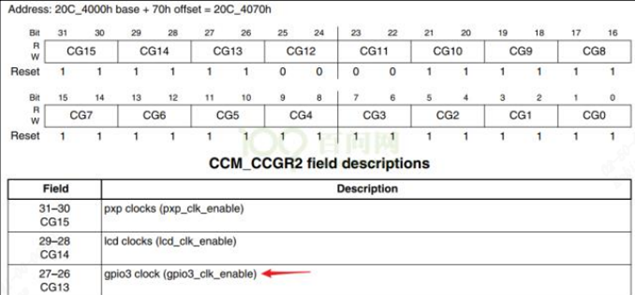 Address: 20C_4000h base + 70h offset = 20C_4070h
Bit 31 30 29 28 27 26 25 24 23 22 21 20 19 18 17 16
R W CG15 CG14 CG13 CG12 CG11 CG10 CG9 CG8
Reset 1 1 1 1 1 1 0 0 0 0 1 1 1 1 1 1
Bit 15 14 13 12 11 10 9 8 7 6 5 4 3 2 1 0
R W CG7 CG6 CG5 CG4 CG3 CG2 CG1 CG0
Reset 1 1 1 1 1 1 1 1 1 1 1 1 1 1 1 1
百问网
CCM_CCGR2 field descriptions
Field Description
31–30 pxp clocks (pxp_clk_enable)
CG15
29–28 lcd clocks (lcd_clk_enable)
CG14
27–26 gpio3 clock (gpio3_clk_enable)
CG13